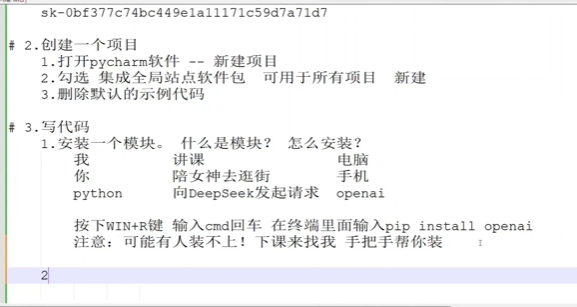 sk-0bf377c74bc449e1a11171c59d7a71d7
# 2.创建一个项目
1.打开pycharm软件 -- 新建项目
2.勾选 集成全局站点软件包 可用于所有项目 新建
3.删除默认的示例代码
# 3.写代码
1.安装一个模块。 什么是模块? 怎么安装?
我 讲课 电脑
你 陪女神去逛街 手机
python 向DeepSeek发起请求 openai
按下WIN+R键 输入cmd回车 在终端里面输入pip install openai
注意: 可能有人装不上! 下课来找我 手把手帮你装
2